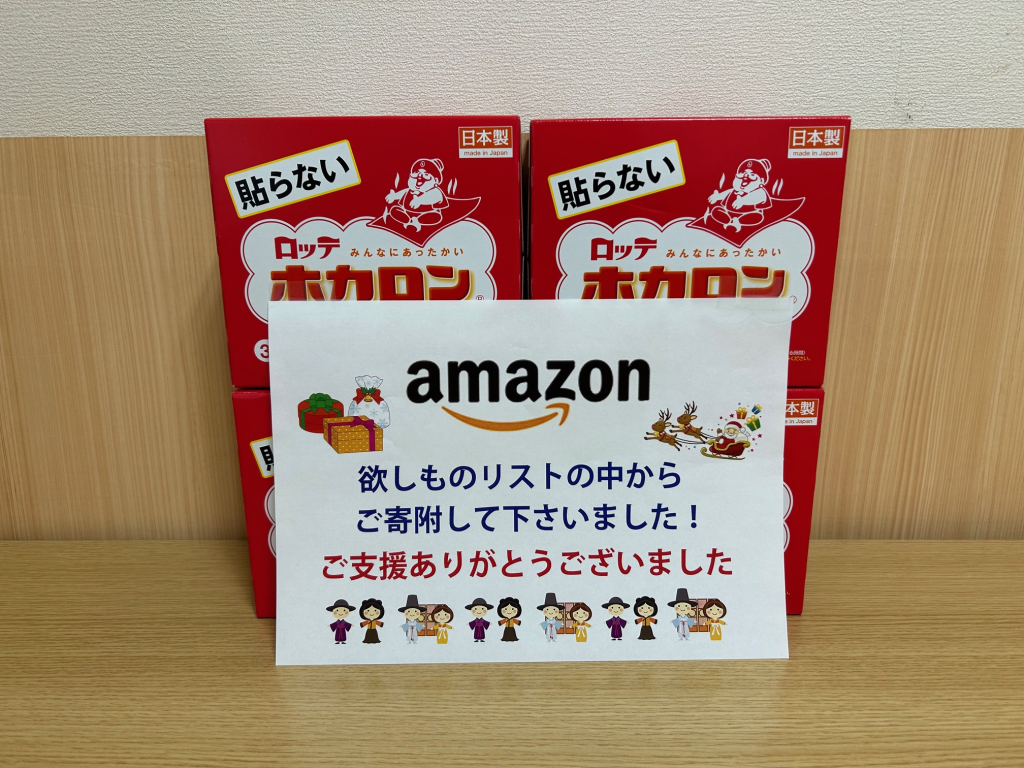 日本製
made in Japan
貼らない
ロッテ みんなにあったかい
ホカロン
日本製
made in Japan
貼らない
ロッテ みんなにあったかい
ホカロン
amazon
欲しものリストの中から
ご寄附して下さいました！
ご支援ありがとうございました
本製
in Japan
貼